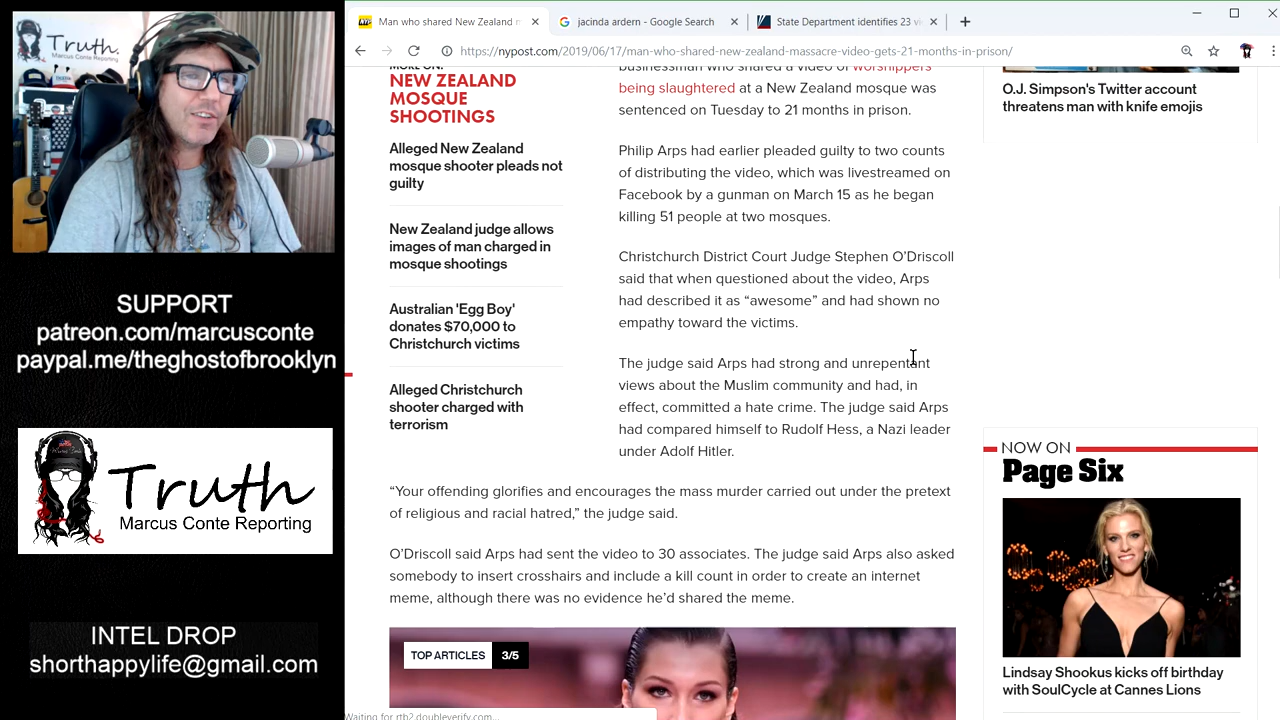 Truth.
Marcus Conte Reporting
SUPPORT
patreon.com/marcusconte
paypal.me/theghostofbrooklyn
Truth
Marcus Conte Reporting
INTEL DROP
shorthappylife@gmail.com
Man who shared New Zealand m
jacinda ardern - Google Search
State Department identifies 23 vi
https://nypost.com/2019/06/17/man-who-shared-new-zealand-massacre-video-gets-21-months-in-prison/
MORE ON:
NEW ZEALAND
MOSQUE
SHOOTINGS
Alleged New Zealand
mosque shooter pleads not
guilty
New Zealand judge allows
images of man charged in
mosque shootings
Australian 'Egg Boy'
donates $70,000 to
Christchurch victims
Alleged Christchurch
shooter charged with
terrorism
businessman who shared a video of worshippers
being slaughtered at a New Zealand mosque was
sentenced on Tuesday to 21 months in prison.
Philip Arps had earlier pleaded guilty to two counts
of distributing the video, which was livestreamed on
Facebook by a gunman on March 15 as he began
killing 51 people at two mosques.
Christchurch District Court Judge Stephen O’Driscoll
said that when questioned about the video, Arps
had described it as “awesome” and had shown no
empathy toward the victims.
The judge said Arps had strong and unrepentant
views about the Muslim community and had, in
effect, committed a hate crime. The judge said Arps
had compared himself to Rudolf Hess, a Nazi leader
under Adolf Hitler.
“Your offending glorifies and encourages the mass murder carried out under the pretext
of religious and racial hatred,” the judge said.
O’Driscoll said Arps had sent the video to 30 associates. The judge said Arps also asked
somebody to insert crosshairs and include a kill count in order to create an internet
meme, although there was no evidence he’d shared the meme.
TOP ARTICLES 3/5
O.J. Simpson's Twitter account
threatens man with knife emojis
NOW ON
Page Six
Lindsay Shookus kicks off birthday
with SoulCycle at Cannes Lions
Waiting for rtb2.doubleverify.com...